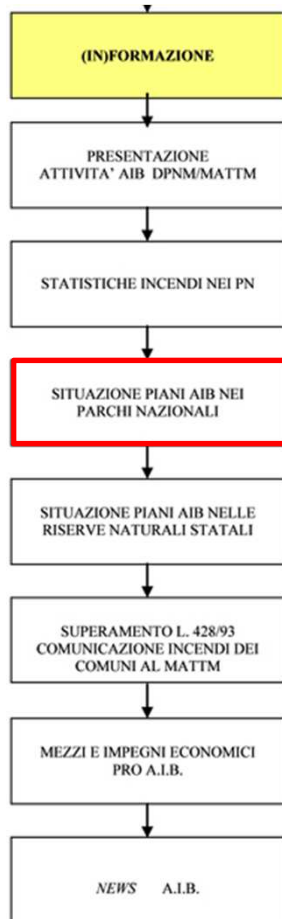 (IN)FORMAZIONE
PRESENTAZIONE
ATTIVITA' AIB DPNM/MATTM
STATISTICHE INCENDI NEI PN
SITUAZIONE PIANI AIB NEI
PARCHI NAZIONALI
SITUAZIONE PIANI AIB NELLE
RISERVE NATURALI STATALI
SUPERAMENTO L. 428/93
COMUNICAZIONE INCENDI DEI
COMUNI AL MATTM
MEZZI E IMPEGNI ECONOMICI
PRO A.I.B.
NEWS A.I.B.